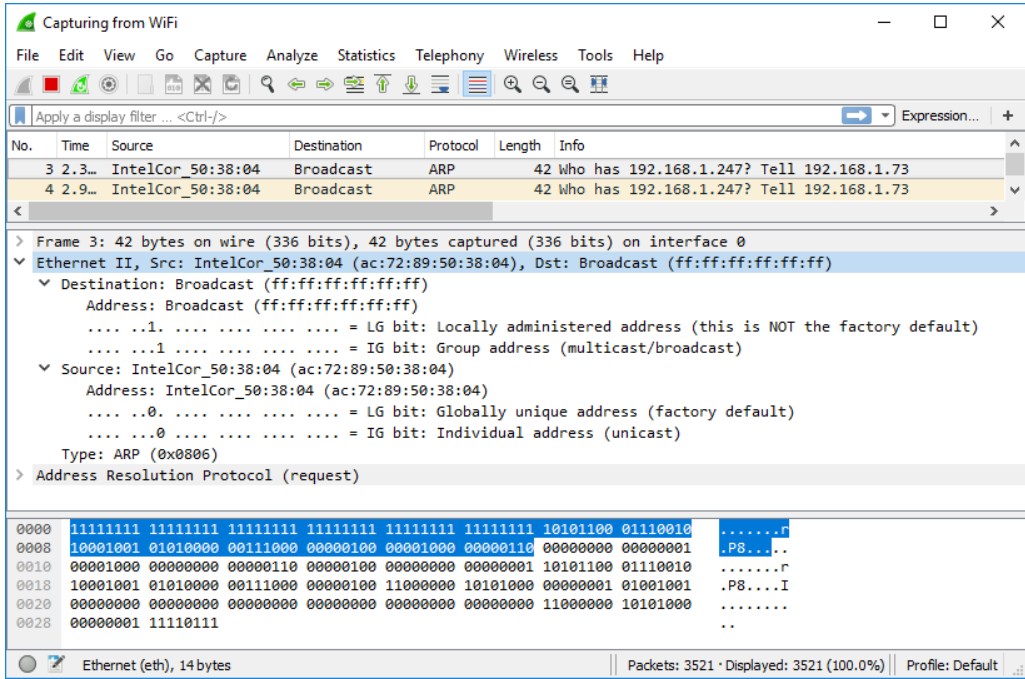 Capturing from WiFi
File Edit View Go Capture Analyze Statistics Telephony Wireless Tools Help
Apply a display filter ... <Ctrl-/> Expression... +
No. Time Source Destination Protocol Length Info
3 2.3… IntelCor_50:38:04 Broadcast ARP 42 Who has 192.168.1.247? Tell 192.168.1.73
4 2.9… IntelCor_50:38:04 Broadcast ARP 42 Who has 192.168.1.247? Tell 192.168.1.73
Frame 3: 42 bytes on wire (336 bits), 42 bytes captured (336 bits) on interface 0
Ethernet II, Src: IntelCor_50:38:04 (ac:72:89:50:38:04), Dst: Broadcast (ff:ff:ff:ff:ff:ff)
Destination: Broadcast (ff:ff:ff:ff:ff:ff)
Address: Broadcast (ff:ff:ff:ff:ff:ff)
.... ..1. .... .... .... .... = LG bit: Locally administered address (this is NOT the factory default)
.... ...1 .... .... .... .... = IG bit: Group address (multicast/broadcast)
Source: IntelCor_50:38:04 (ac:72:89:50:38:04)
Address: IntelCor_50:38:04 (ac:72:89:50:38:04)
.... ..0. .... .... .... .... = LG bit: Globally unique address (factory default)
.... ...0 .... .... .... .... = IG bit: Individual address (unicast)
Type: ARP (0x0806)
Address Resolution Protocol (request)
0000 11111111 11111111 11111111 11111111 11111111 11111111 10101100 01110010 .......r
0008 10001001 01010000 00111000 00000100 00001000 00000110 00000000 00000001 .P8.....
0010 00001000 00000000 00000110 00000100 00000000 00000001 10101100 01110010 .......r
0018 10001001 01010000 00111000 00000100 11000000 10101000 00000001 01001001 .P8....I
0020 00000000 00000000 00000000 00000000 00000000 00000000 11000000 10101000 ........
0028 00000001 11110111 ..
Ethernet (eth), 14 bytes Packets: 3521 · Displayed: 3521 (100.0%) Profile: Default